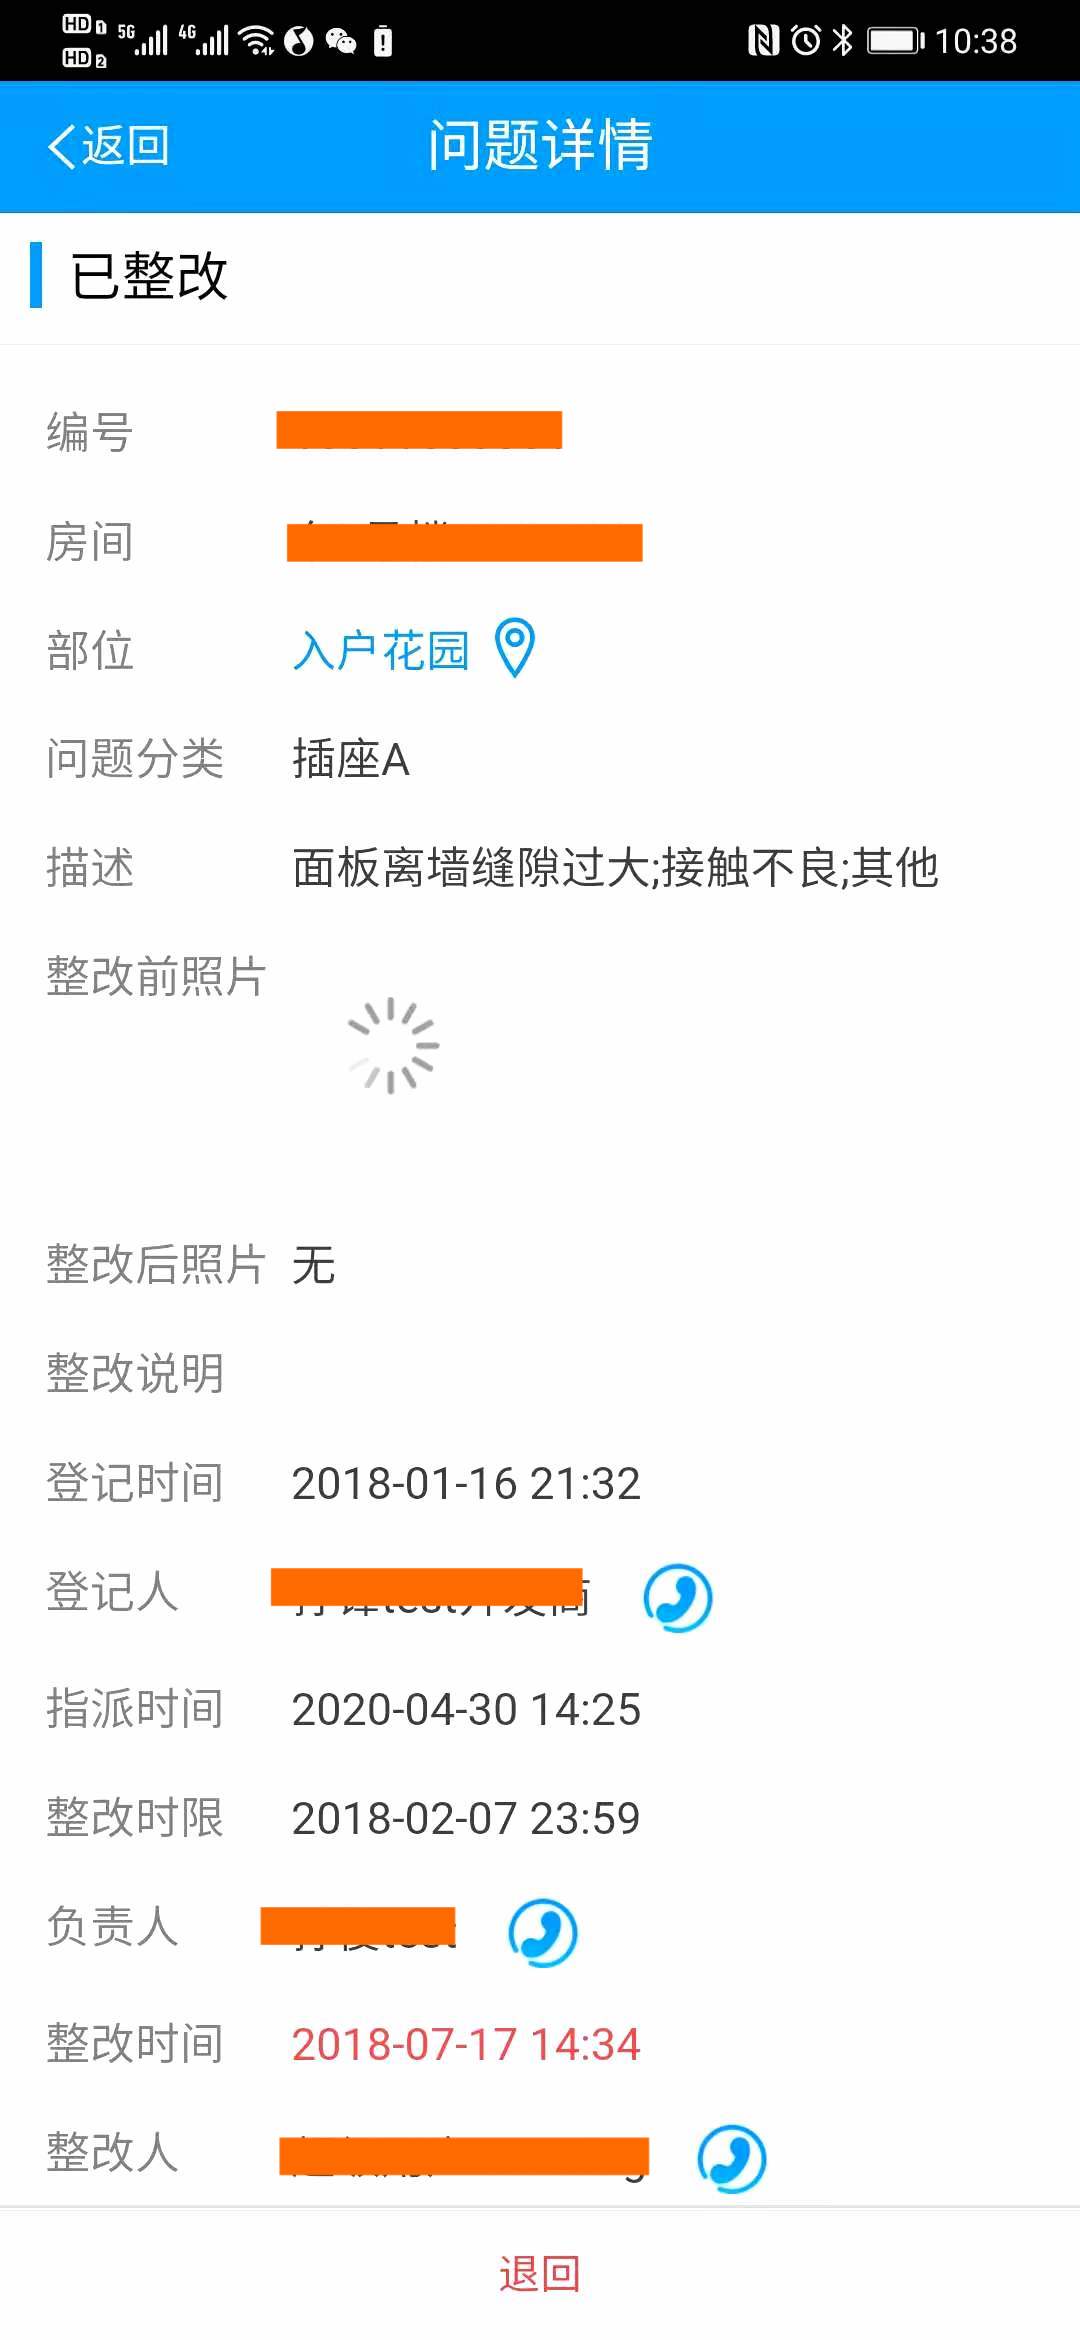 HD 1 5G 4G 10:38
HD 2
返回 问题详情
已整改
编号
房间
部位 入户花园
问题分类 插座A
描述 面板离墙缝隙过大;接触不良;其他
整改前照片
整改后照片 无
整改说明
登记时间 2018-01-16 21:32
登记人
指派时间 2020-04-30 14:25
整改时限 2018-02-07 23:59
负责人
整改时间 2018-07-17 14:34
整改人
退回